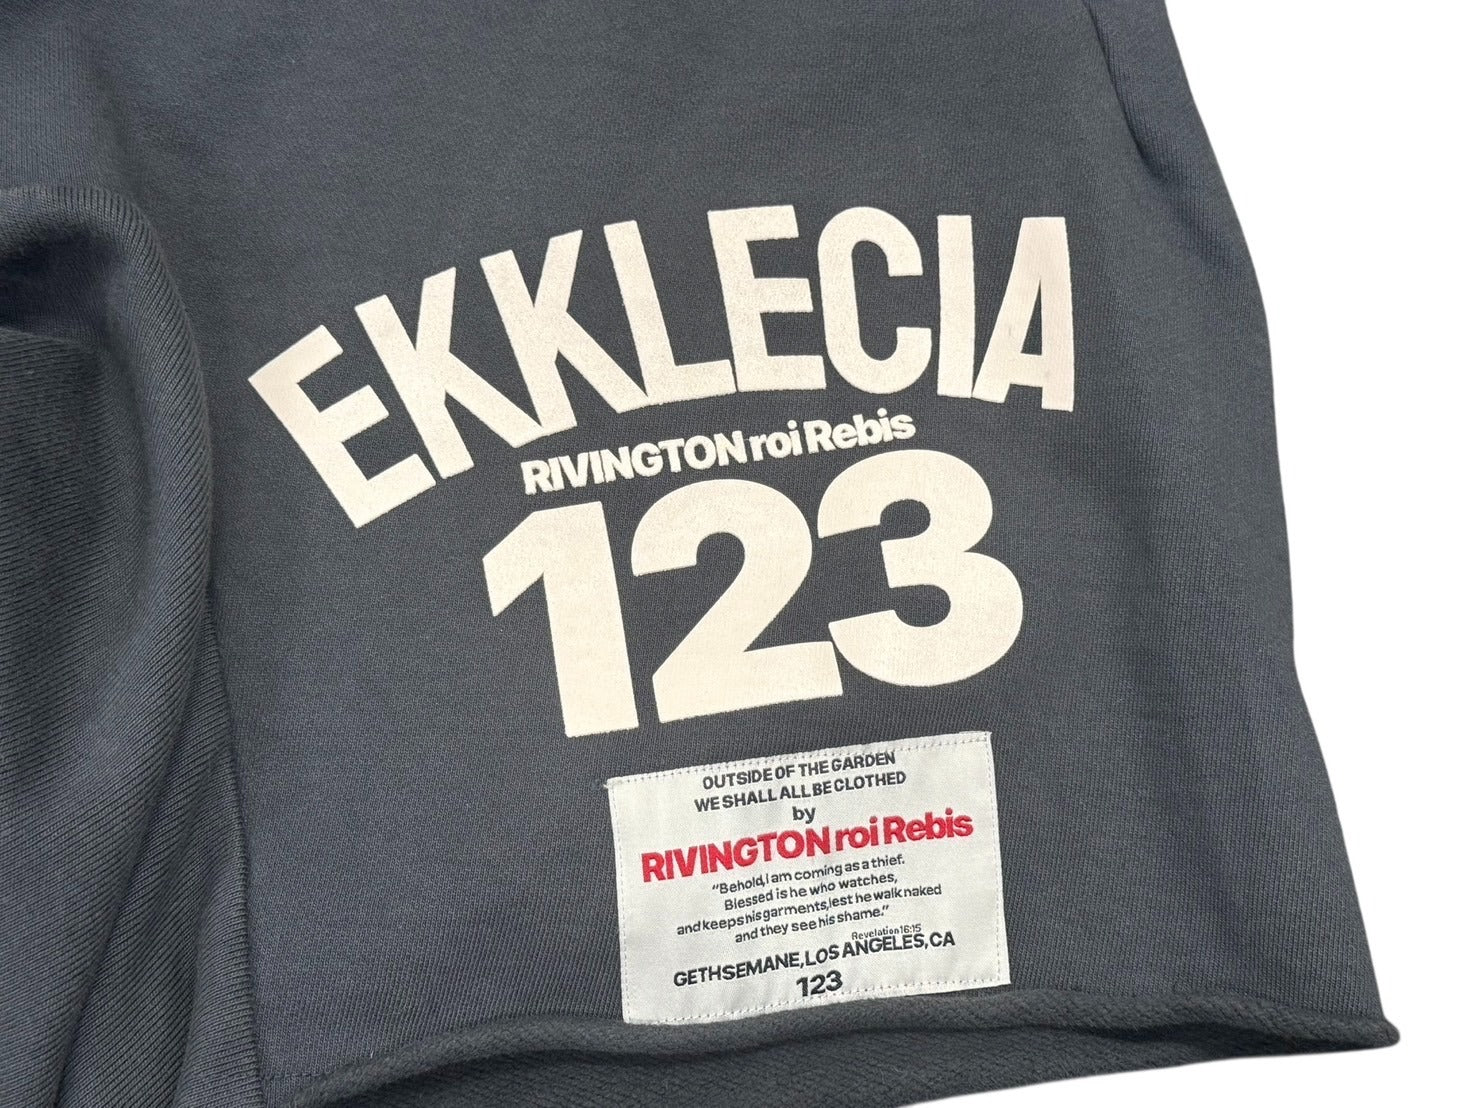 EKKLECIA
RIVINGTON roi Rebis
123
OUTSIDE OF THE GARDEN
WE SHALL ALL BE CLOTHED
by
RIVINGTON roi Rebis
"Behold, I am coming as a thief.
Blessed is he who watches,
and keeps his garments, lest he walk naked
and they see his shame."
Revelation 16:15
GETHSEMANE, LOS ANGELES, CA
123